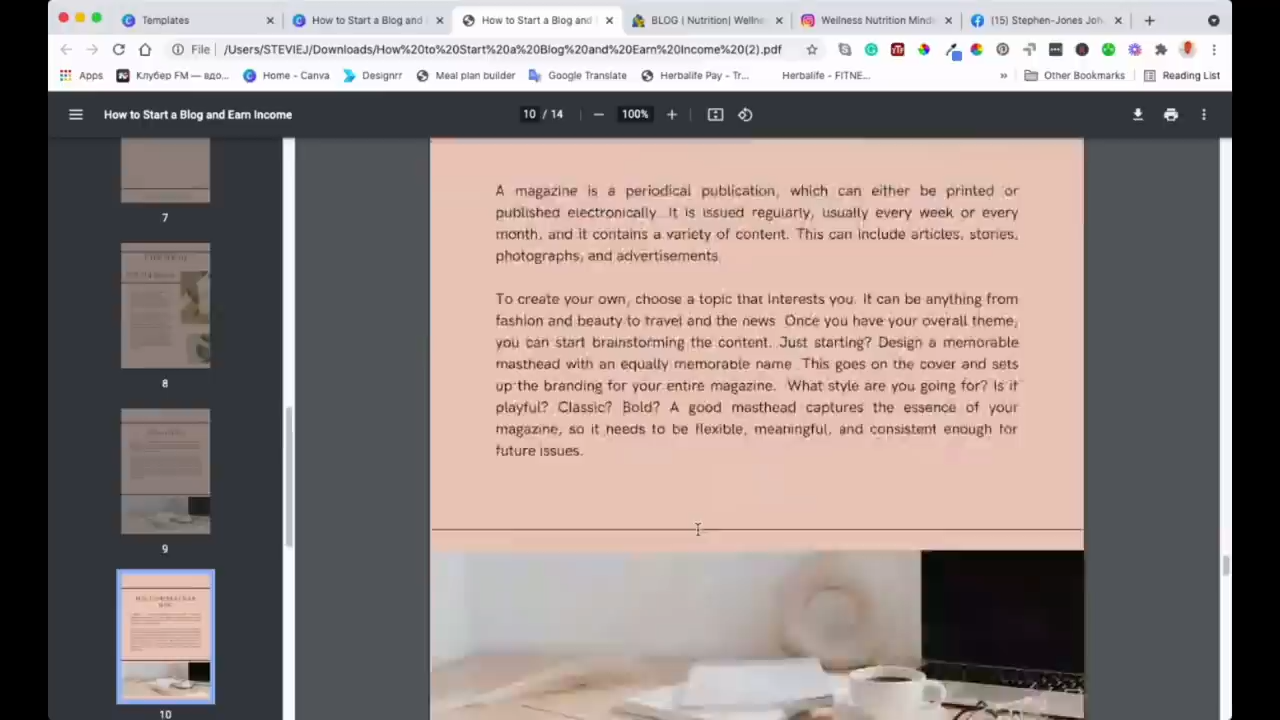 Templates
How to Start a Blog and
How to Start a Blog and
BLOG | Nutrition| Wellne
Wellness Nutrition Mind
(15) Stephen-Jones Joh
File
/Users/STEVIEJ/Downloads/How%20to%20Start%20a%20Blog%20and%20Earn%20Income%20(2).pdf
Apps
Клубер FM — вдо...
Home - Canva
Designrr
Meal plan builder
Google Translate
Herbalife Pay - Tr...
Herbalife - FITNE...
»
Other Bookmarks
Reading List
How to Start a Blog and Earn Income
10 / 14
100%
7
8
9
10
A magazine is a periodical publication, which can either be printed or
published electronically. It is issued regularly, usually every week or every
month, and it contains a variety of content. This can include articles, stories,
photographs, and advertisements.
To create your own, choose a topic that interests you. It can be anything from
fashion and beauty to travel and the news. Once you have your overall theme,
you can start brainstorming the content. Just starting? Design a memorable
masthead with an equally memorable name. This goes on the cover and sets
up the branding for your entire magazine. What style are you going for? Is it
playful? Classic? Bold? A good masthead captures the essence of your
magazine, so it needs to be flexible, meaningful, and consistent enough for
future issues.